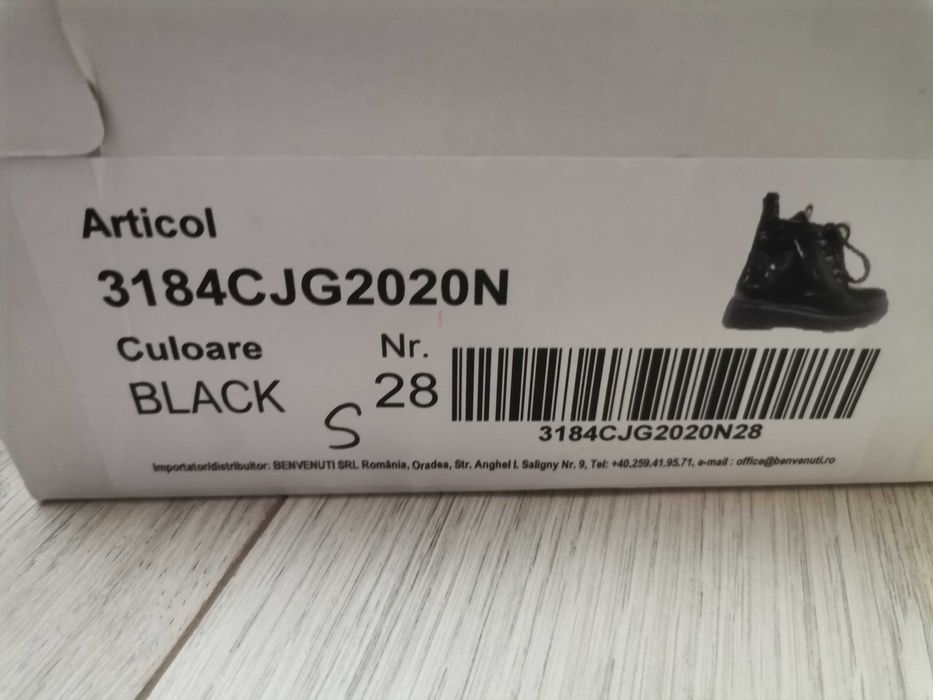 Articol
3184CJG2020N
Culoare Nr.
BLACK 28
S
3184CJG2020N28
Importator/distribuitor: BENVENUTI SRL România, Oradea, Str. Anghel I. Saligny Nr. 9, Tel: +40.259.41.95.71, e-mail : office@benvenuti.ro